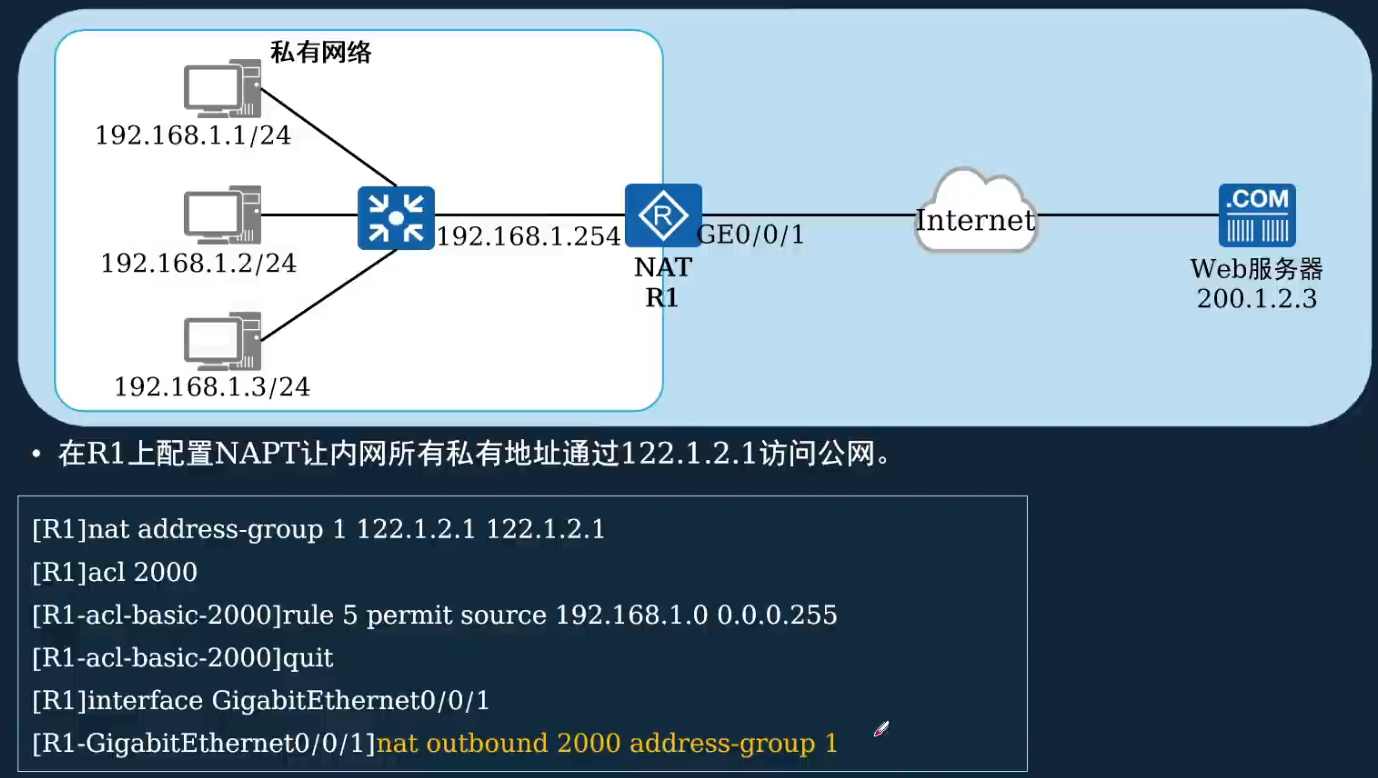 私有网络
192.168.1.1/24
192.168.1.2/24
192.168.1.3/24
192.168.1.254
R
GE0/0/1
NAT
R1
Internet
.COM
Web服务器
200.1.2.3
• 在R1上配置NAPT让内网所有私有地址通过122.1.2.1访问公网。
[R1]nat address-group 1 122.1.2.1 122.1.2.1
[R1]acl 2000
[R1-acl-basic-2000]rule 5 permit source 192.168.1.0 0.0.0.255
[R1-acl-basic-2000]quit
[R1]interface GigabitEthernet0/0/1
[R1-GigabitEthernet0/0/1]nat outbound 2000 address-group 1